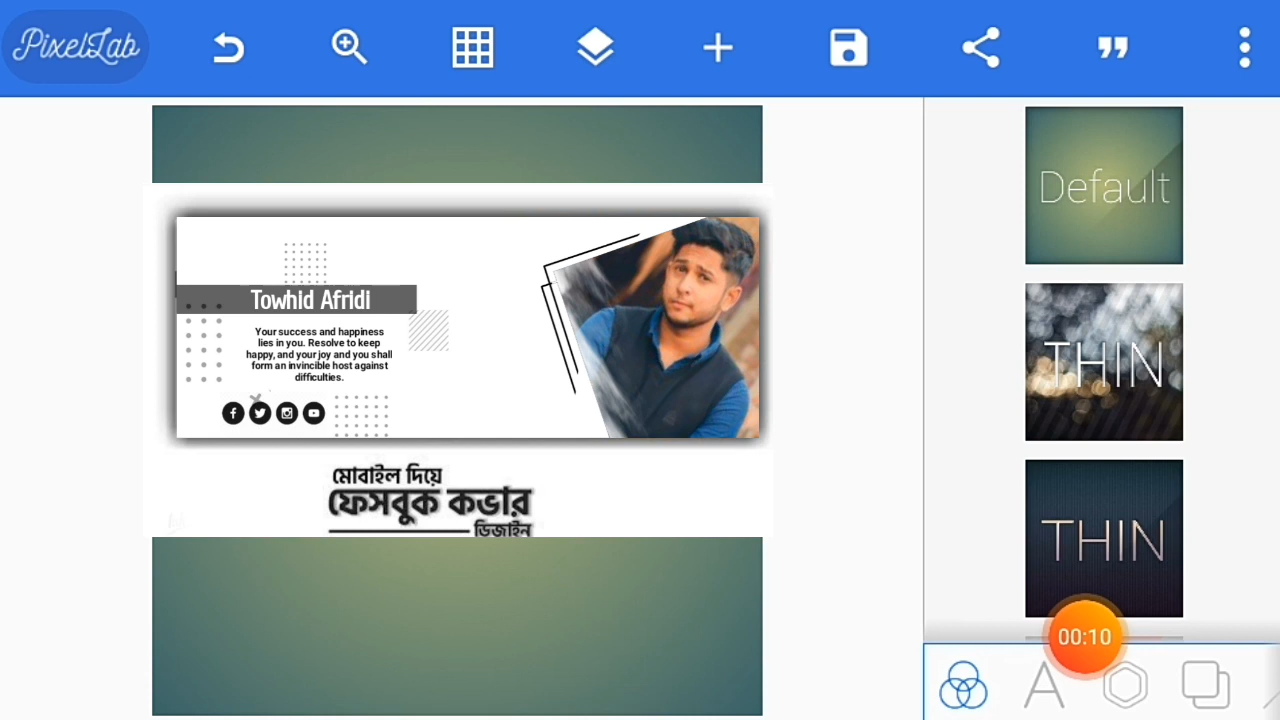 PixelLab
Default
Towhid Afridi
Your success and happiness
lies in you. Resolve to keep
happy, and your joy and you shall
form an invincible host against
difficulties.
THIN
মোবাইল দিয়ে
ফেসবুক কভার
ডিজাইন
THIN
00:10
A